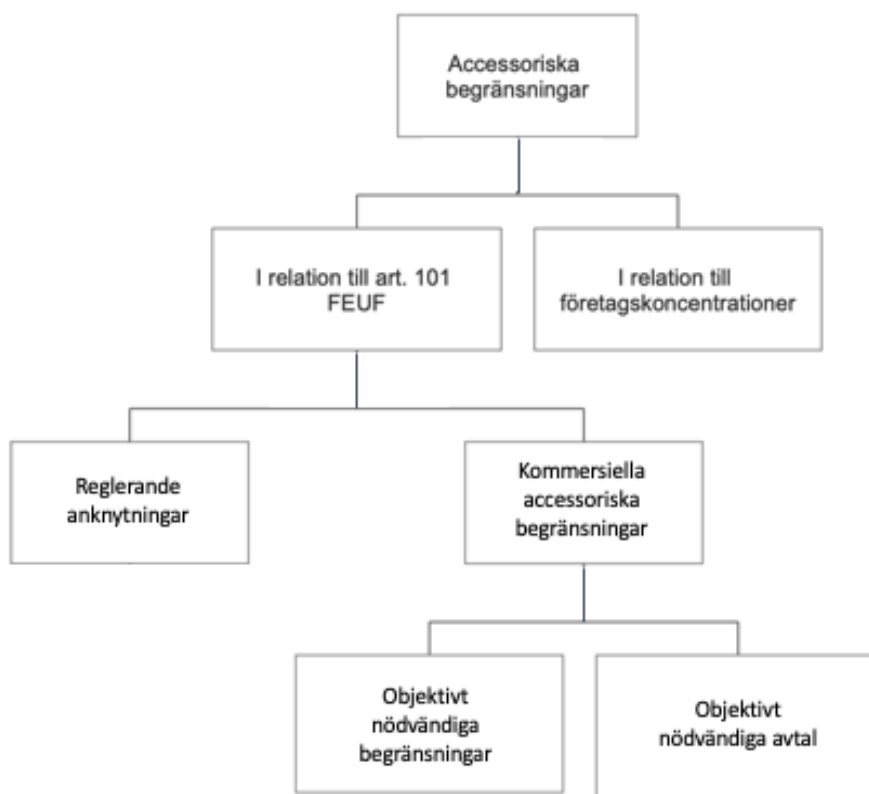 Accessoriska
begränsningar
I relation till art. 101
FEUF
I relation till
företagskoncentrationer
Reglerande
anknytningar
Kommersiella
accessoriska
begränsningar
Objektivt
nödvändiga
begränsningar
Objektivt
nödvändiga avtal